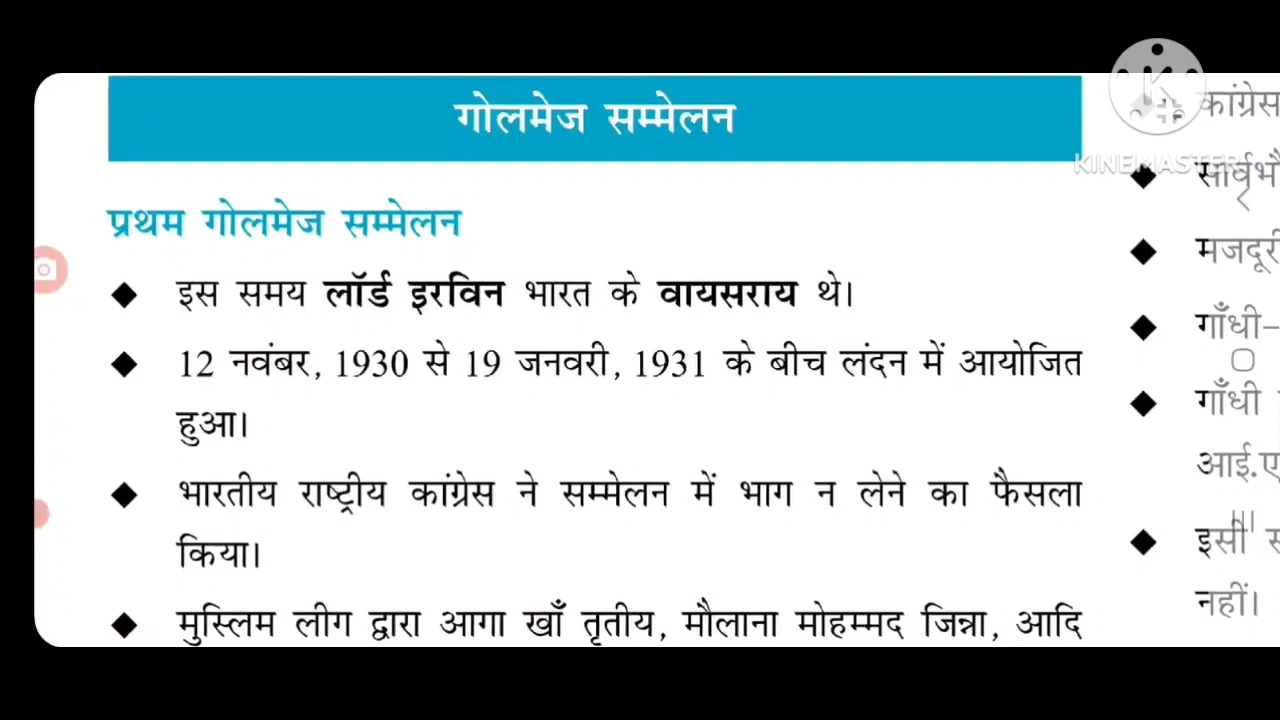 गोलमेज सम्मेलन
प्रथम गोलमेज सम्मेलन
◆ इस समय लॉर्ड इरविन भारत के वायसराय थे।
◆ 12 नवंबर, 1930 से 19 जनवरी, 1931 के बीच लंदन में आयोजित
हुआ।
◆ भारतीय राष्ट्रीय कांग्रेस ने सम्मेलन में भाग न लेने का फैसला
किया।
◆ मुस्लिम लीग द्वारा आगा खाँ तृतीय, मौलाना मोहम्मद जिन्ना, आदि
KINEMASTER
कांग्रेस
◆ सार्वभौ
◆ मजदूरी
◆ गाँधी-
◆ गाँधी
आई.ए
◆ इसी
नहीं।